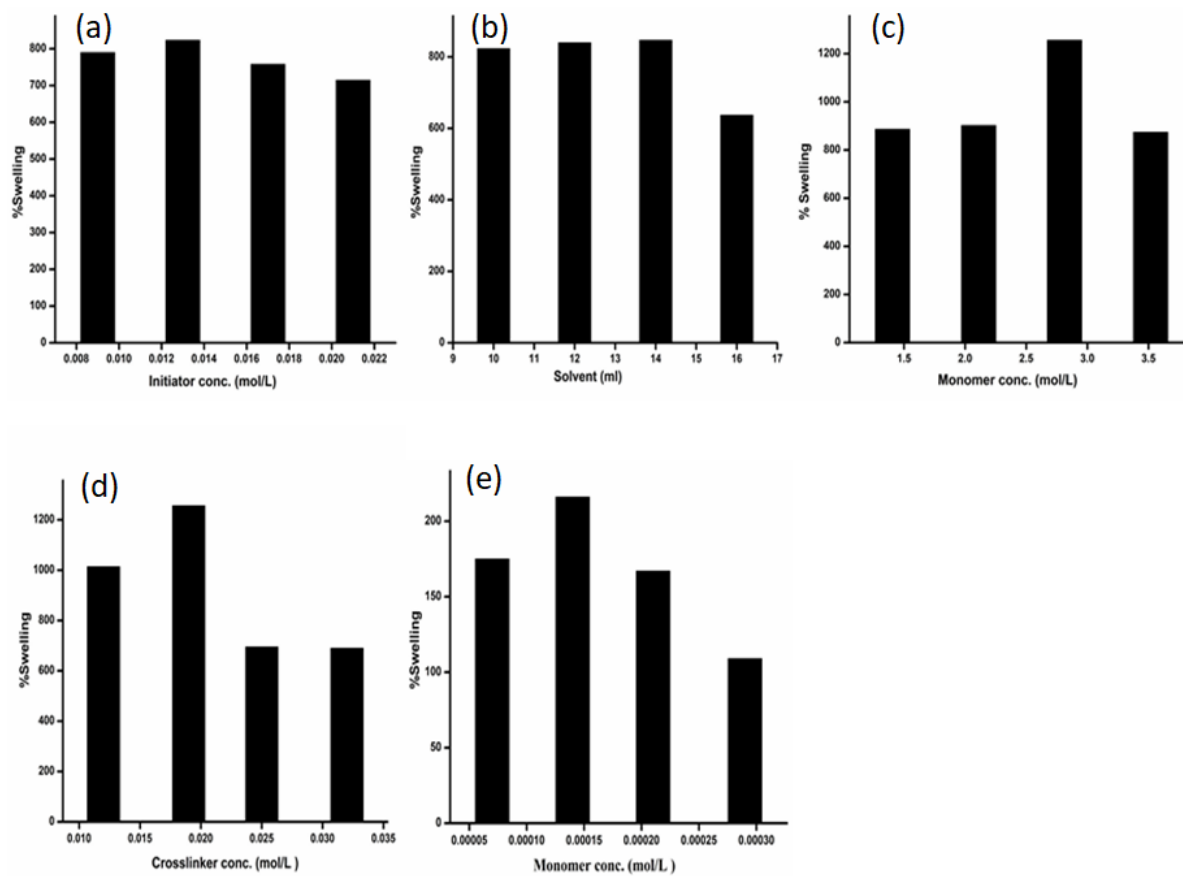 (a)
%Swelling
800
700
600
500
400
300
200
100
0
0.008 0.010 0.012 0.014 0.016 0.018 0.020 0.022
Initiator conc. (mol/L)
(b)
%Swelling
800
600
400
200
0
9 10 11 12 13 14 15 16 17
Solvent (ml)
(c)
% Swelling
1200
1000
800
600
400
200
0
1.5 2.0 2.5 3.0 3.5
Monomer conc. (mol/L)
(d)
%Swelling
1200
1000
800
600
400
200
0
0.010 0.015 0.020 0.025 0.030 0.035
Crosslinker conc. (mol/L )
(e)
%Swelling
200
150
100
50
0
0.00005 0.00010 0.00015 0.00020 0.00025 0.00030
Monomer conc. (mol/L )